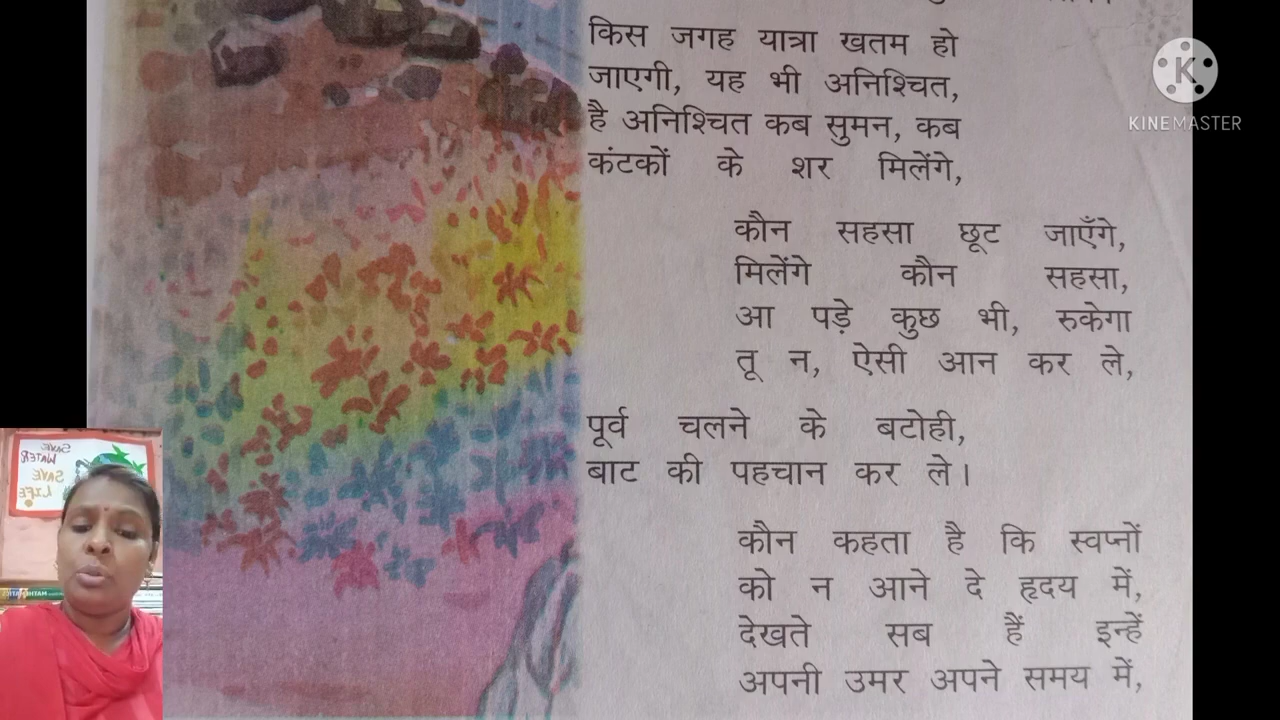 किस जगह यात्रा खतम हो
जाएगी, यह भी अनिश्चित,
है अनिश्चित कब सुमन, कब
कंटकों के शर मिलेंगे,
कौन सहसा छूट जाएँगे,
मिलेंगे कौन सहसा,
आ पड़े कुछ भी, रुकेगा
तू न, ऐसी आन कर ले,
पूर्व चलने के बटोही,
बाट की पहचान कर ले।
कौन कहता है कि स्वप्नों
को न आने दे हृदय में,
देखते सब हैं इन्हें
अपनी उमर अपने समय में,
K
KINEMASTER
SAVE
WATER
SAVE
LIFE